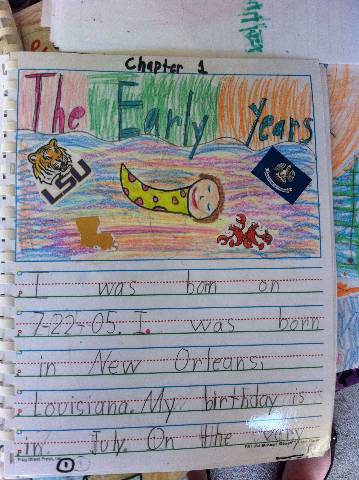 Chapter 1
The Early Years
LSU
I was born on
7-22-05. I. was born
in New Orleans,
Louisiana. My birthday is
in July. On the very
1